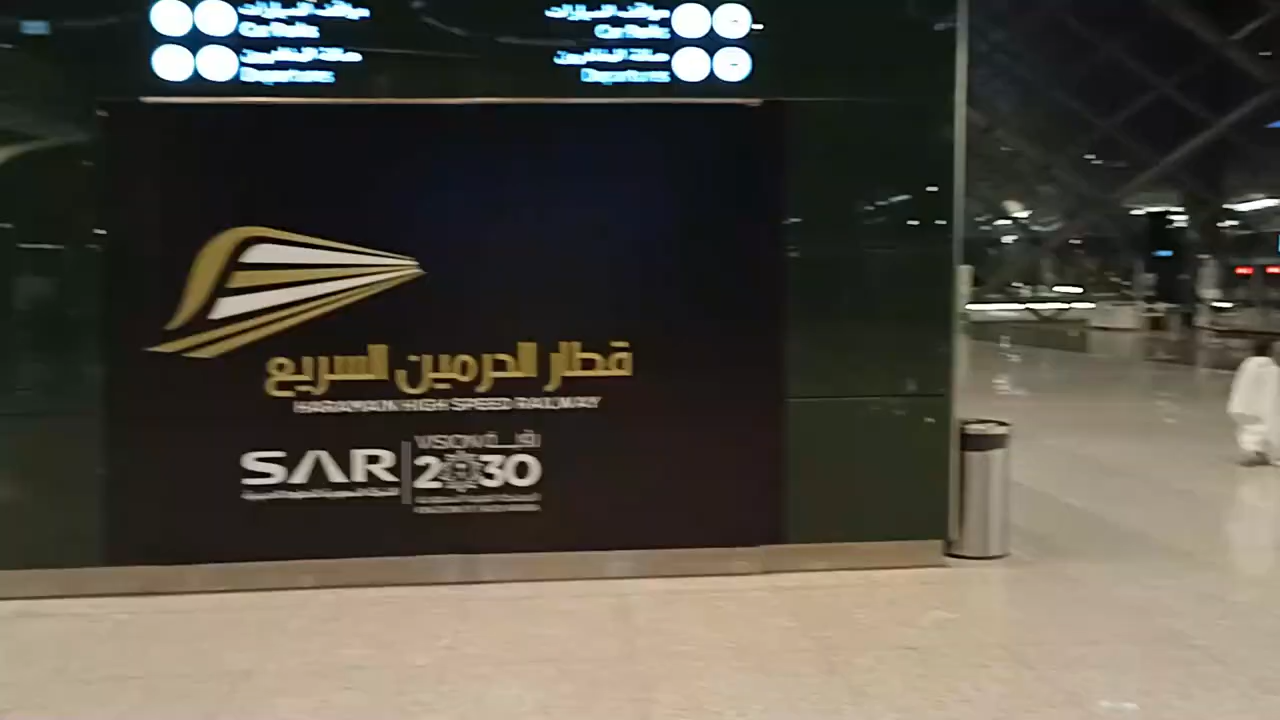 مواقف السيارات
Car Parks
صالة المغادرين
Departures
مواقف السيارات
Car Parks
صالة المغادرين
Departures
قطار الحرمين السريع
HARAMAIN HIGH SPEED RAILWAY
SAR
VISION رؤيـــة
2030